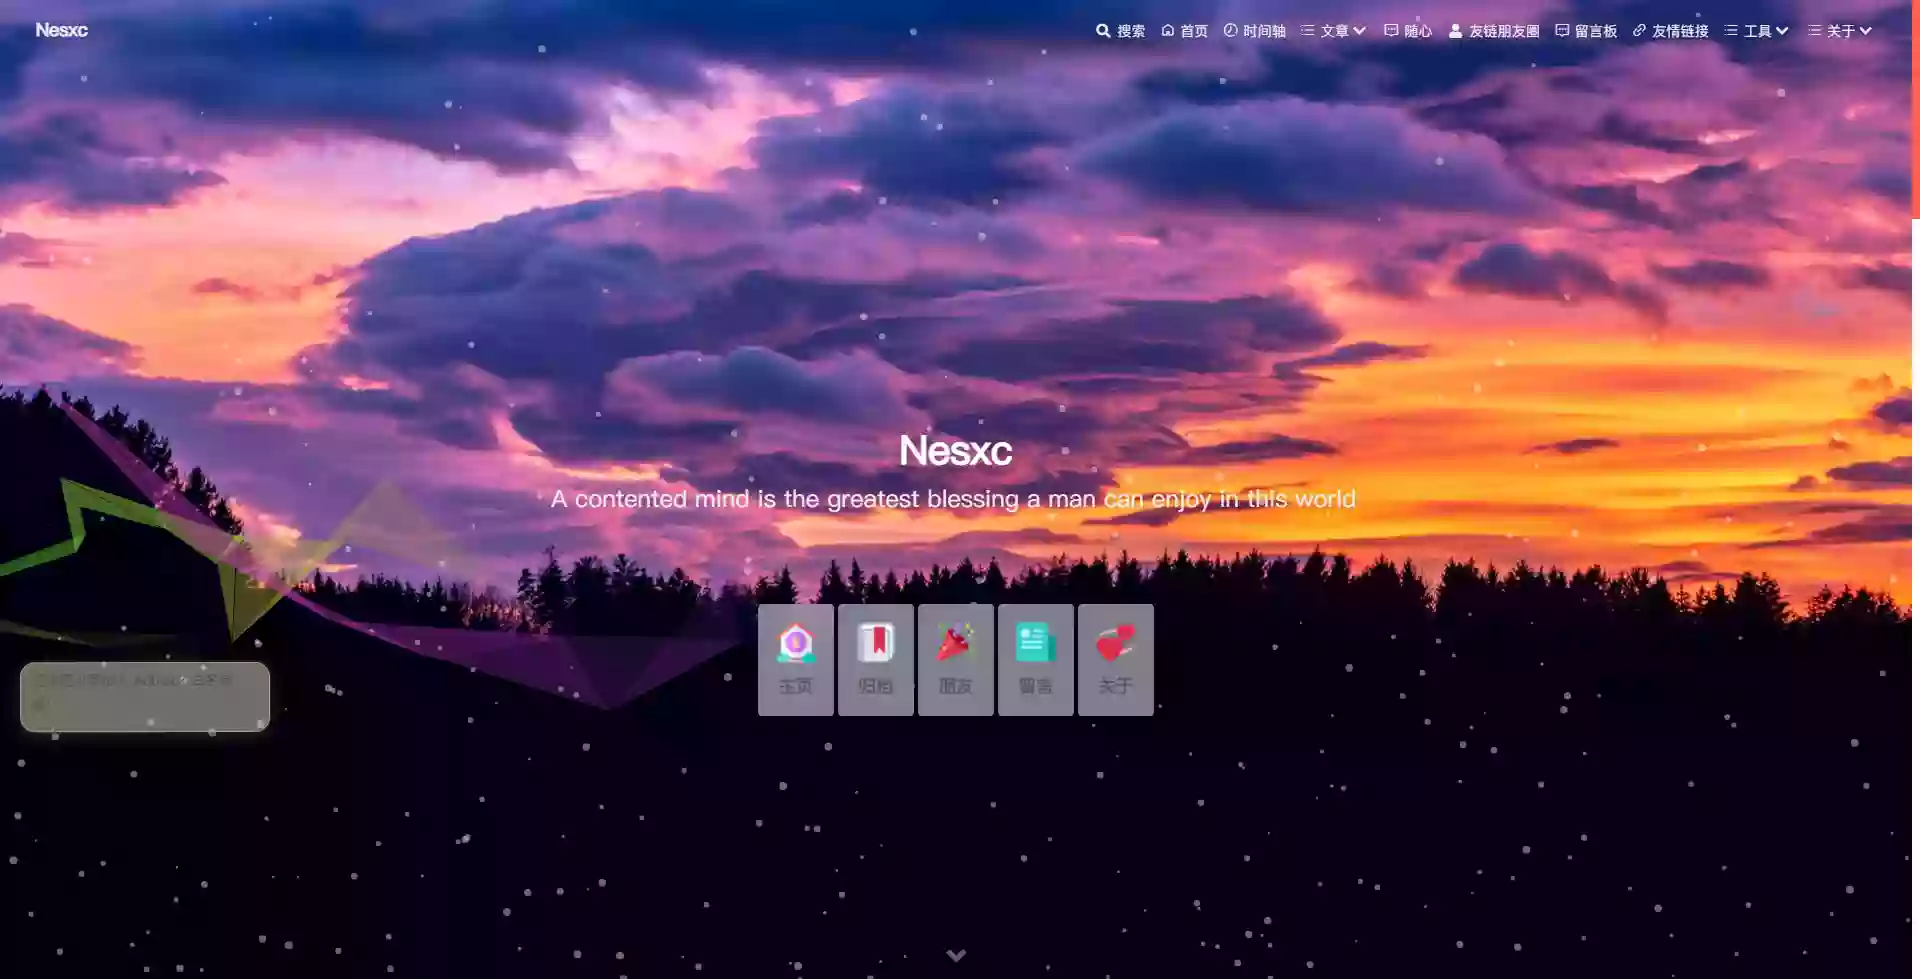 Nesxc
搜索 首页 时间轴 文章 随心 友链朋友圈 留言板 友情链接 工具 关于
Nesxc
A contented mind is the greatest blessing a man can enjoy in this world
主页 归档 朋友 留言 关于